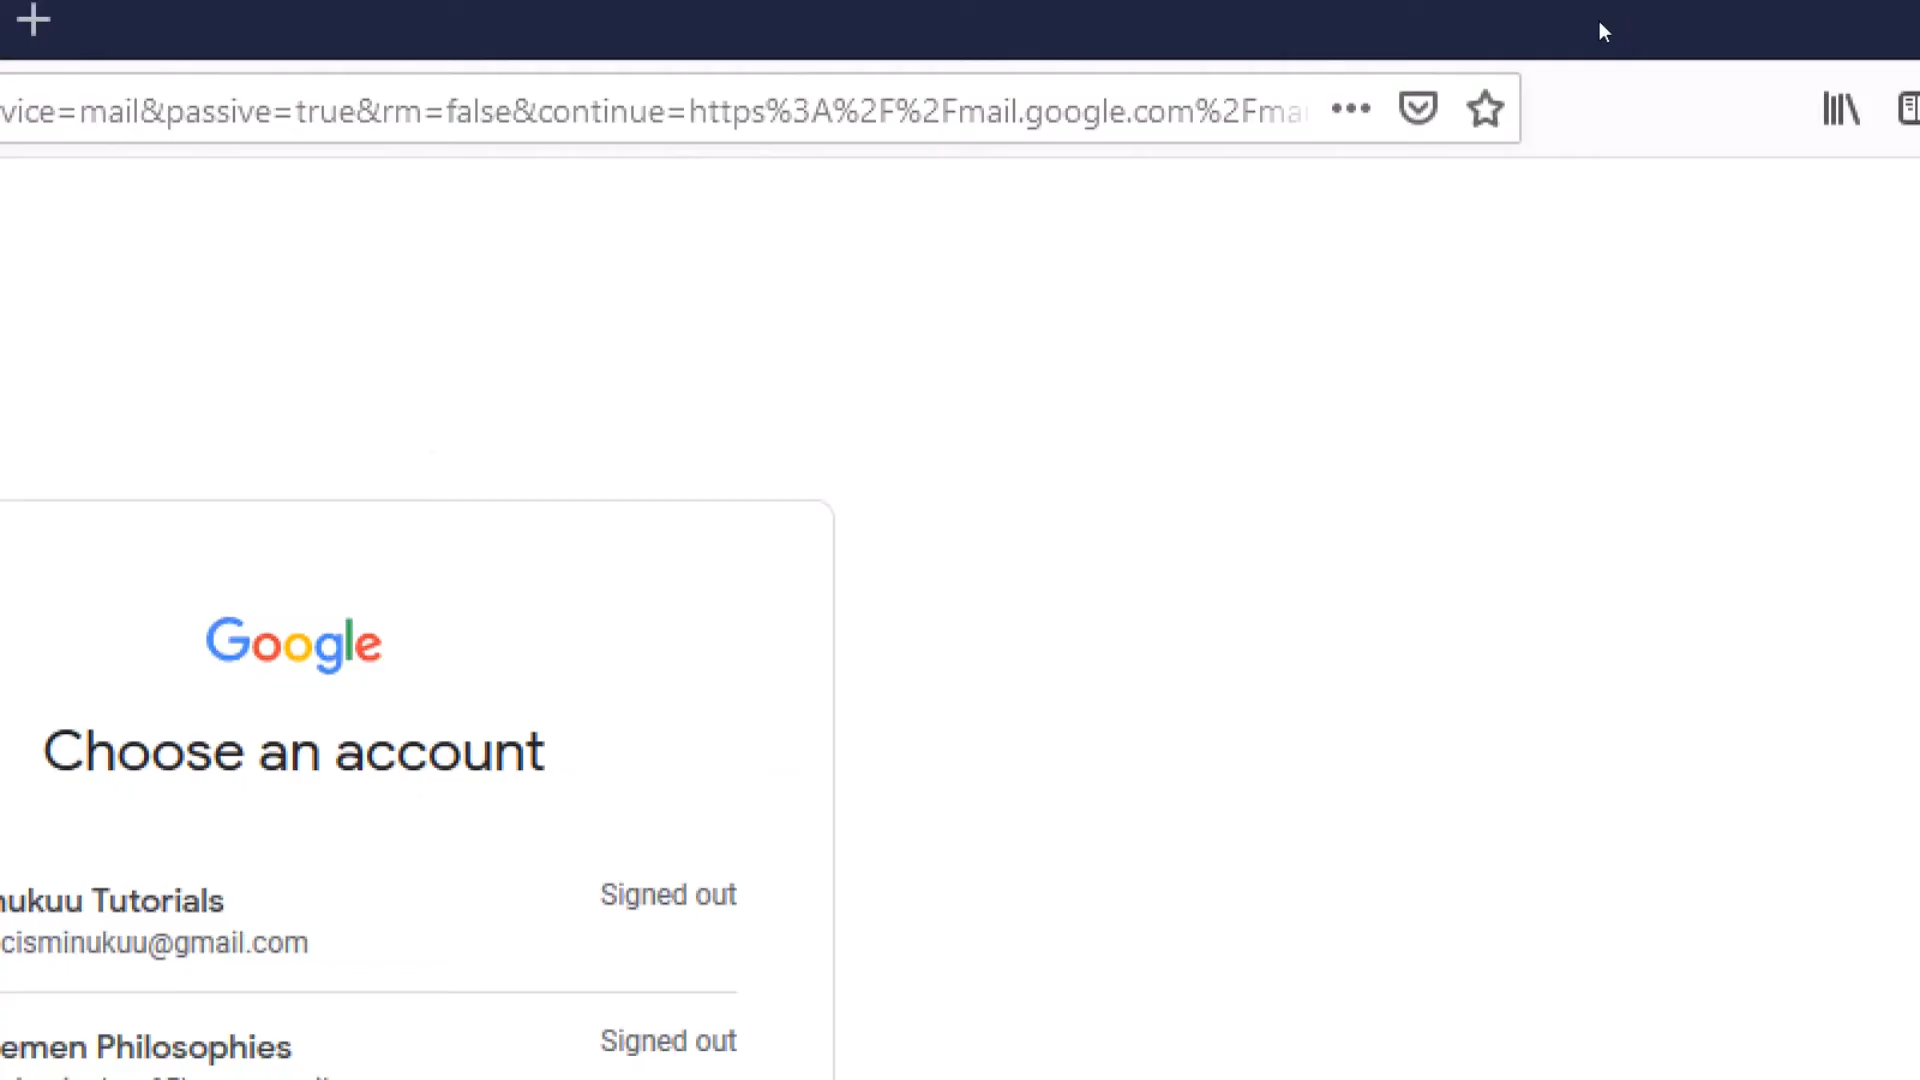 vice=mail&passive=true&rm=false&continue=https%3A%2F%2Fmail.google.com%2Fma
Google
Choose an account
nukuu Tutorials
Signed out
cisminukuu@gmail.com
emen Philosophies
Signed out